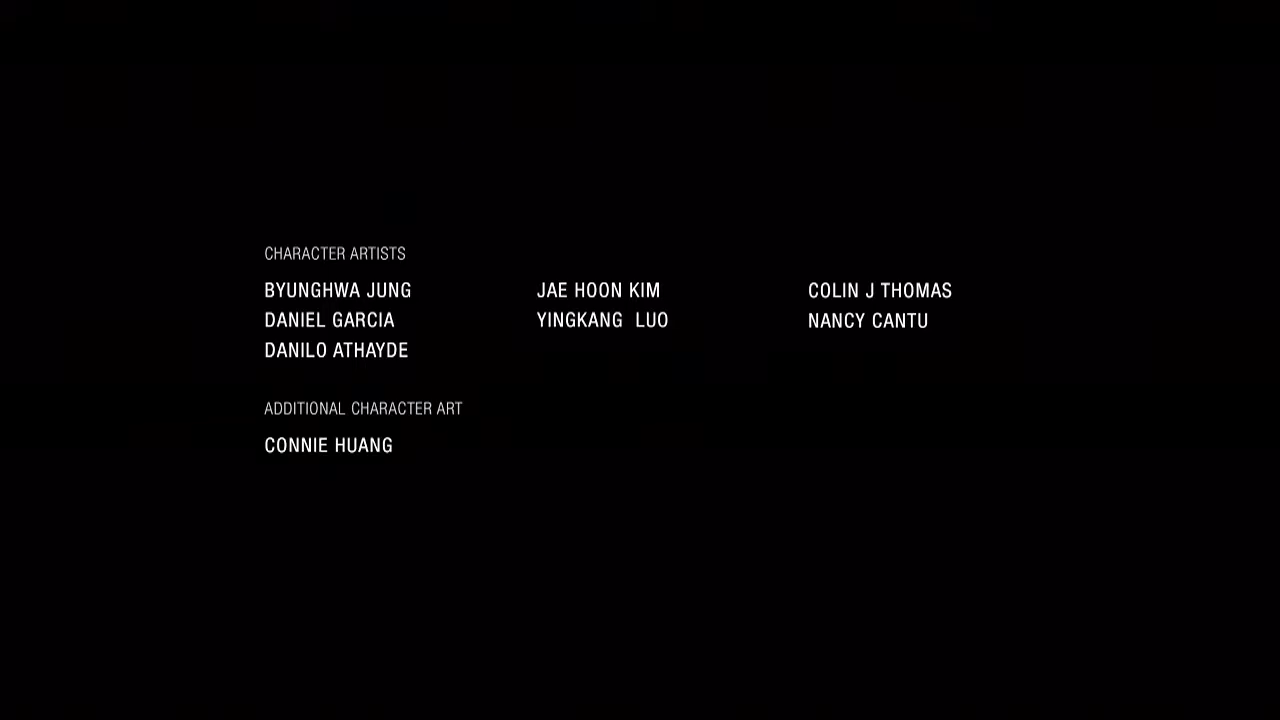 CHARACTER ARTISTS
BYUNGHWA JUNG JAE HOON KIM COLIN J THOMAS
DANIEL GARCIA YINGKANG LUO NANCY CANTU
DANILO ATHAYDE
ADDITIONAL CHARACTER ART
CONNIE HUANG